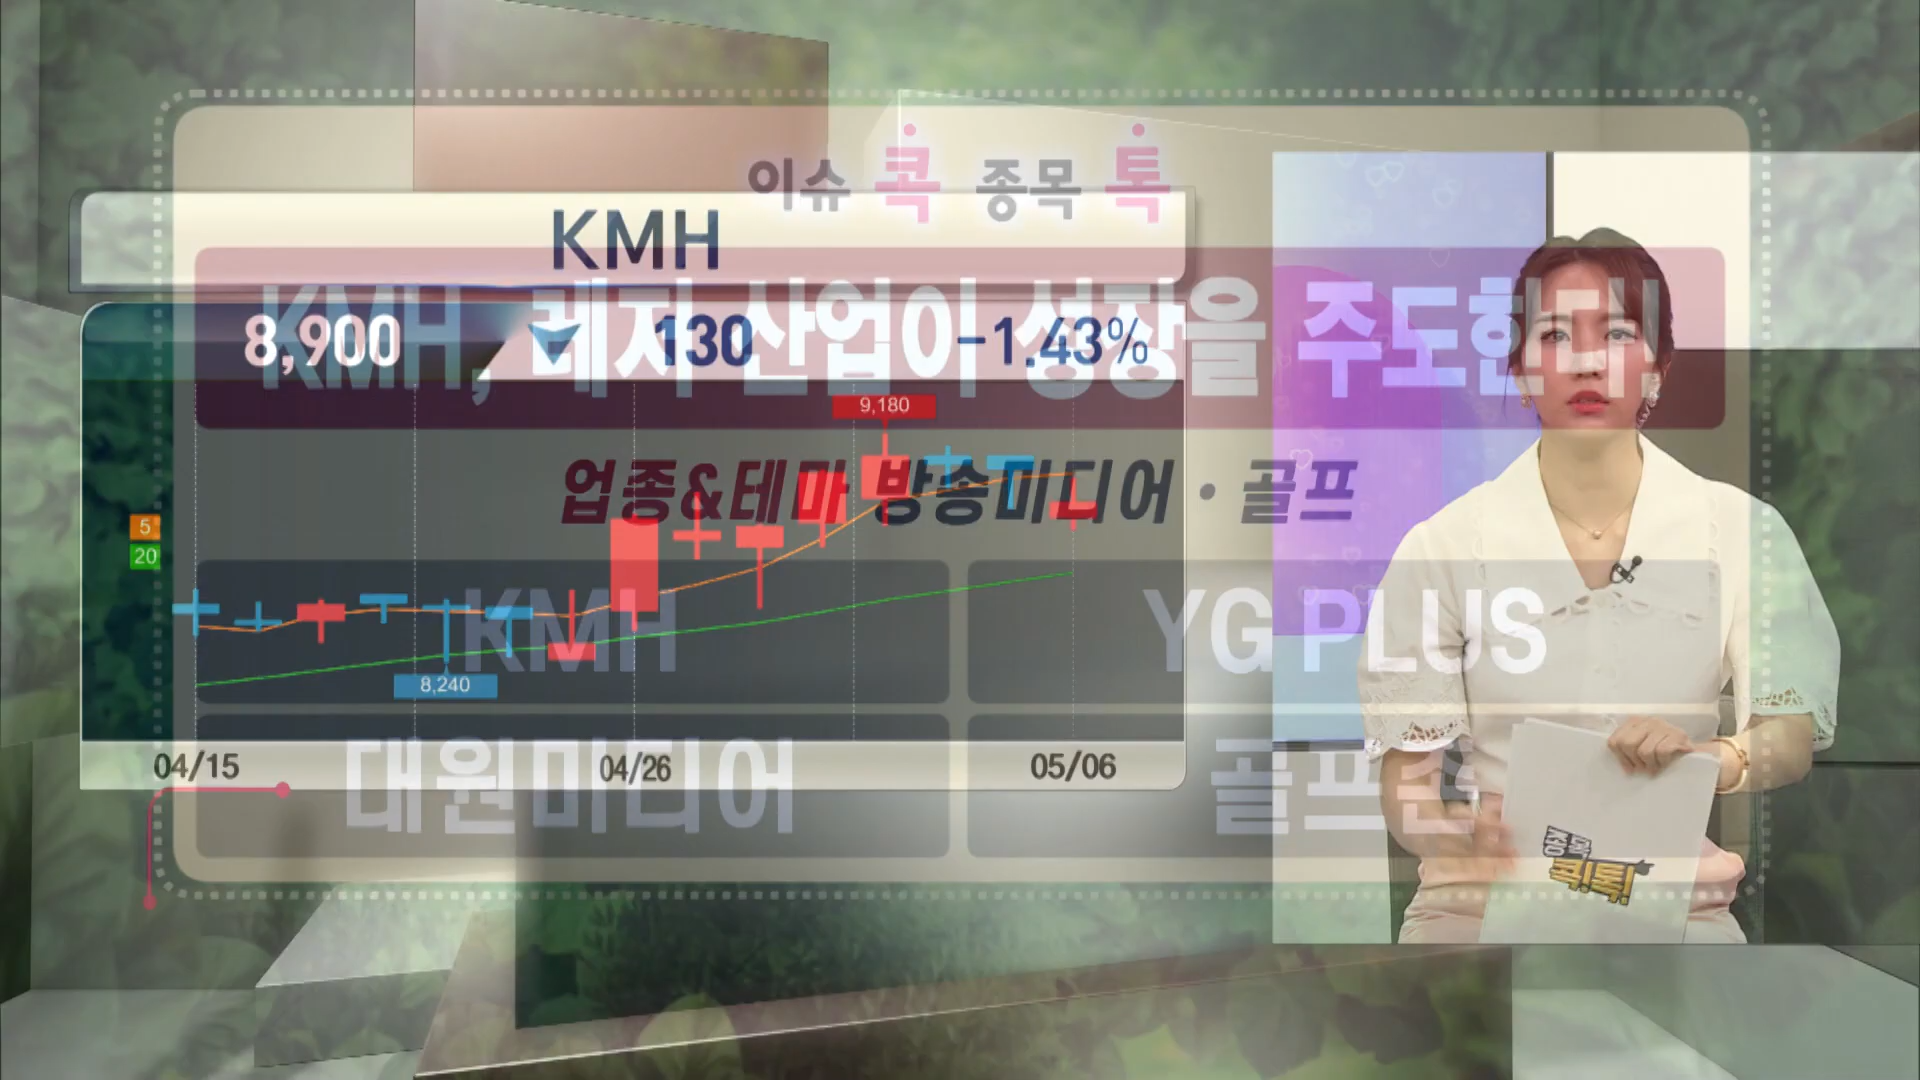 이슈 콕 종목 톡
KMH
KMH, 레저 산업이 성장을 주도한다!
8,900 ▼ 130 -1.43%
9,180
업종&테마 방송미디어·골프
5
20
KMH
YG PLUS
8,240
대원미디어
골프존
04/15
04/26
05/06
종목
콕!톡!